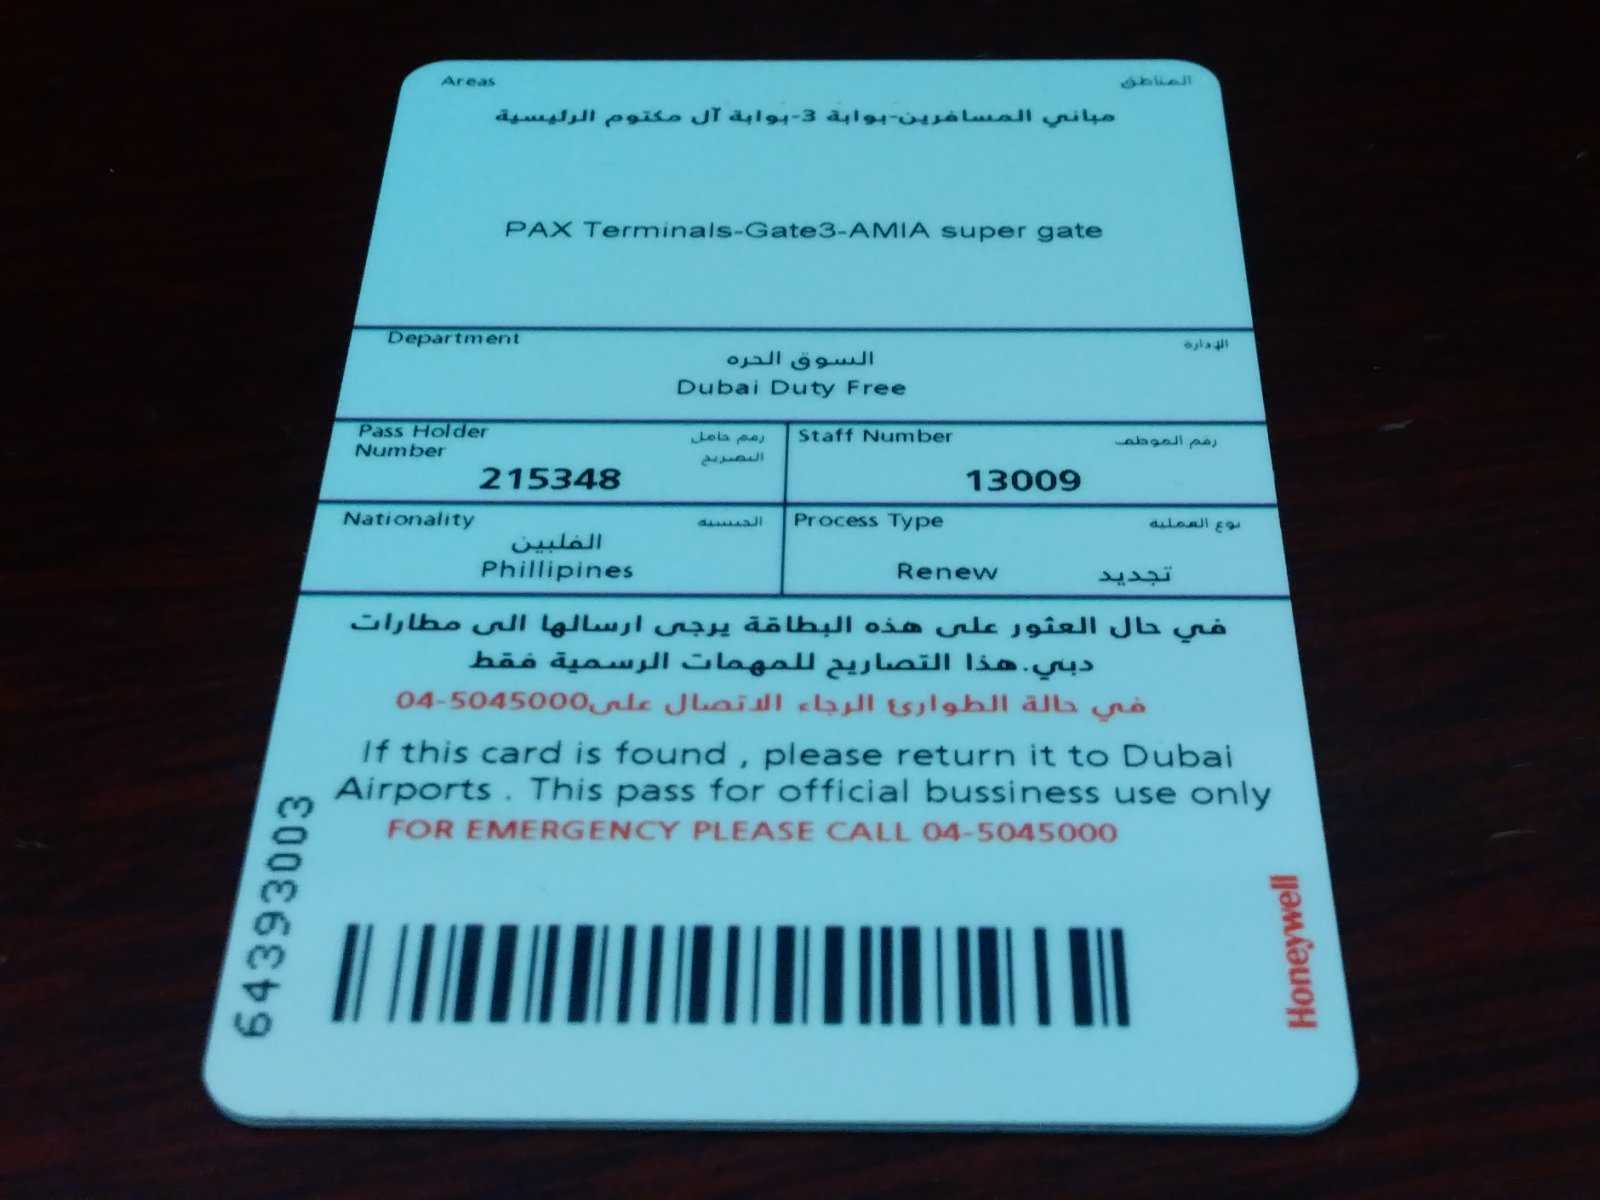 Areas المناطق
مباني المسافرين-بوابة 3-بوابة آل مكتوم الرئيسية
PAX Terminals-Gate3-AMIA super gate
Department الإدارة
السوق الحره
Dubai Duty Free
Pass Holder Number رقم حامل التصريح
215348
Staff Number رقم الموظف
13009
Nationality الجنسية
الفلبين
Phillipines
Process Type نوع العملية
Renew تجديد
في حال العثور على هذه البطاقة يرجى ارسالها الى مطارات
دبي.هذا التصاريح للمهمات الرسمية فقط
في حالة الطوارئ الرجاء الاتصال على04-5045000
If this card is found , please return it to Dubai
Airports . This pass for official bussiness use only
FOR EMERGENCY PLEASE CALL 04-5045000
64393003
Honeywell